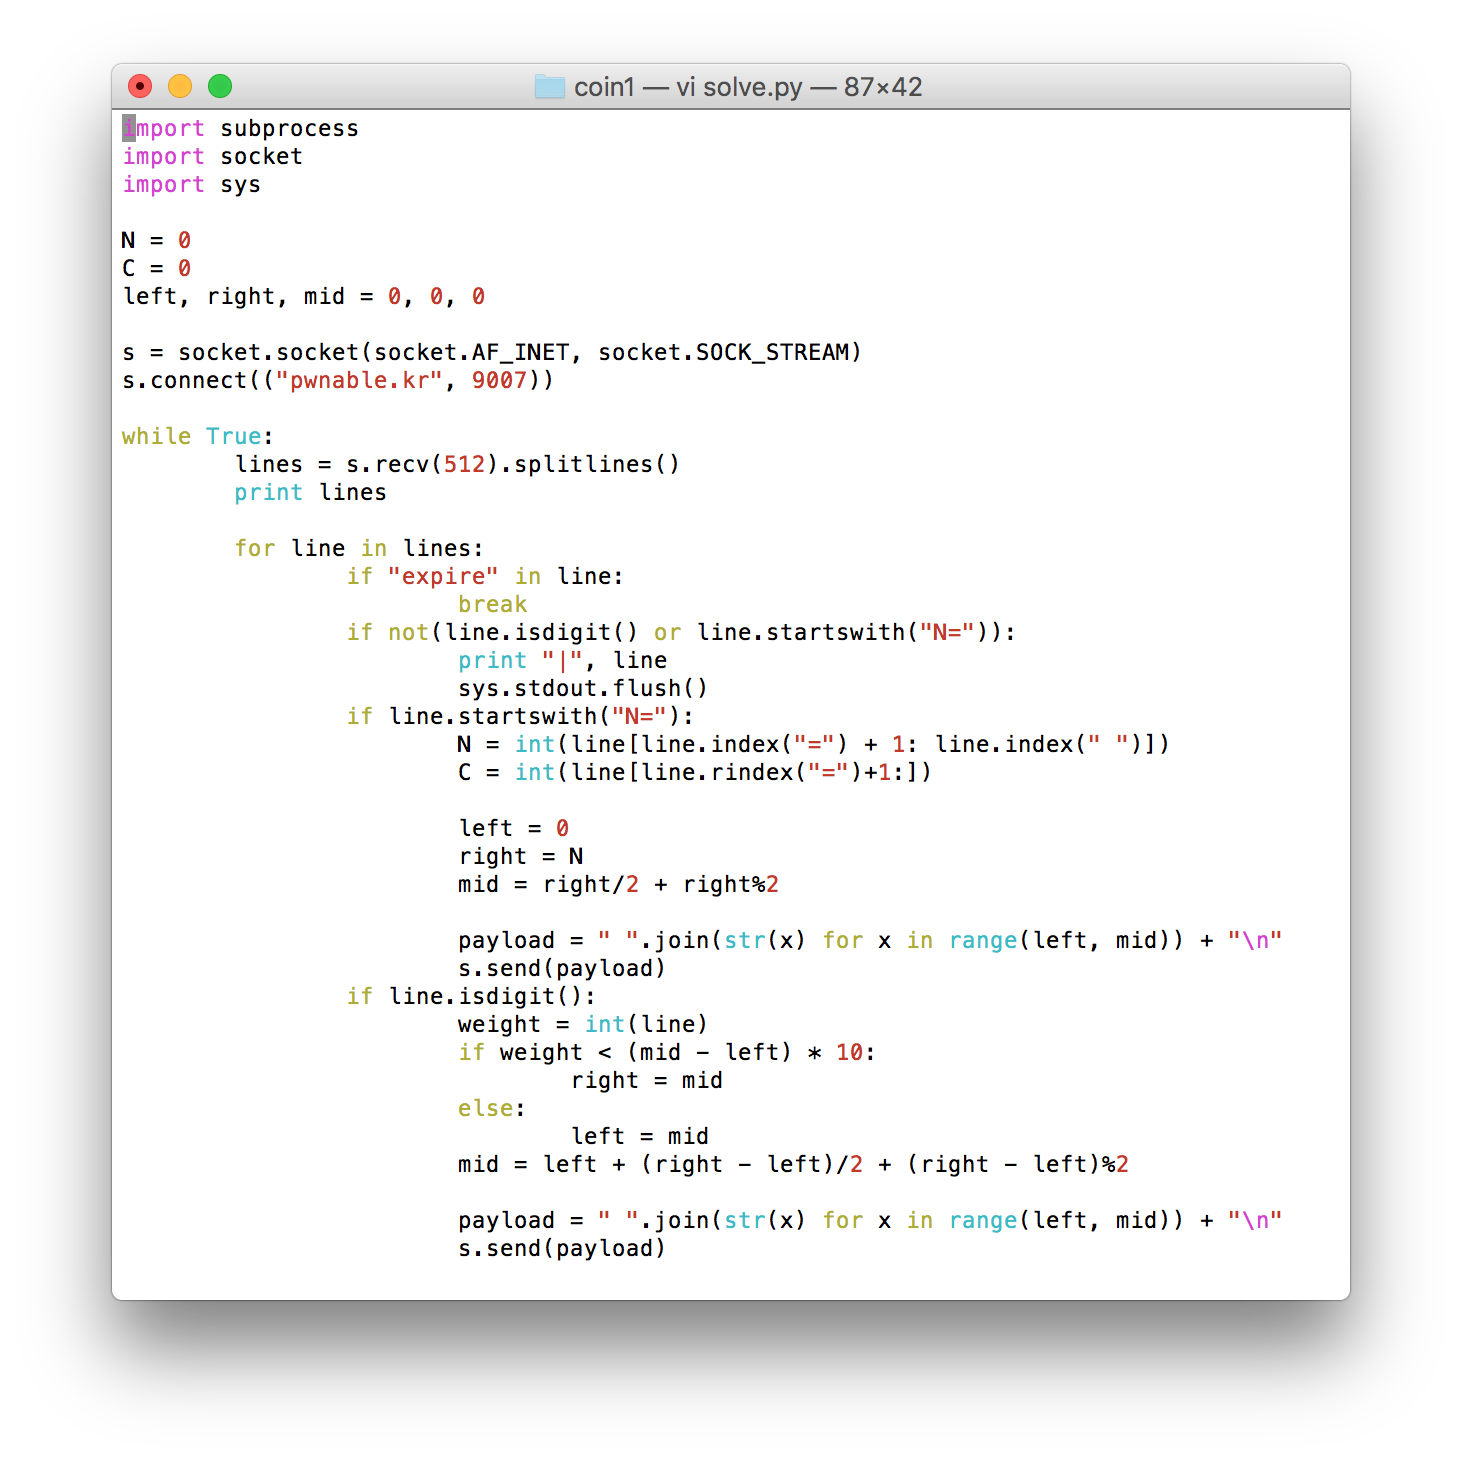 coin1 — vi solve.py — 87×42
import subprocess
import socket
import sys
N = 0
C = 0
left, right, mid = 0, 0, 0
s = socket.socket(socket.AF_INET, socket.SOCK_STREAM)
s.connect(("pwnable.kr", 9007))
while True:
        lines = s.recv(512).splitlines()
        print lines
        for line in lines:
                if "expire" in line:
                        break
                if not(line.isdigit() or line.startswith("N=")):
                        print "|", line
                        sys.stdout.flush()
                if line.startswith("N="):
                        N = int(line[line.index("=") + 1: line.index(" ")])
                        C = int(line[line.rindex("=")+1:])
                        left = 0
                        right = N
                        mid = right/2 + right%2
                        payload = " ".join(str(x) for x in range(left, mid)) + "\n"
                        s.send(payload)
                if line.isdigit():
                        weight = int(line)
                        if weight < (mid - left) * 10:
                                right = mid
                        else:
                                left = mid
                        mid = left + (right - left)/2 + (right - left)%2
                        payload = " ".join(str(x) for x in range(left, mid)) + "\n"
                        s.send(payload)